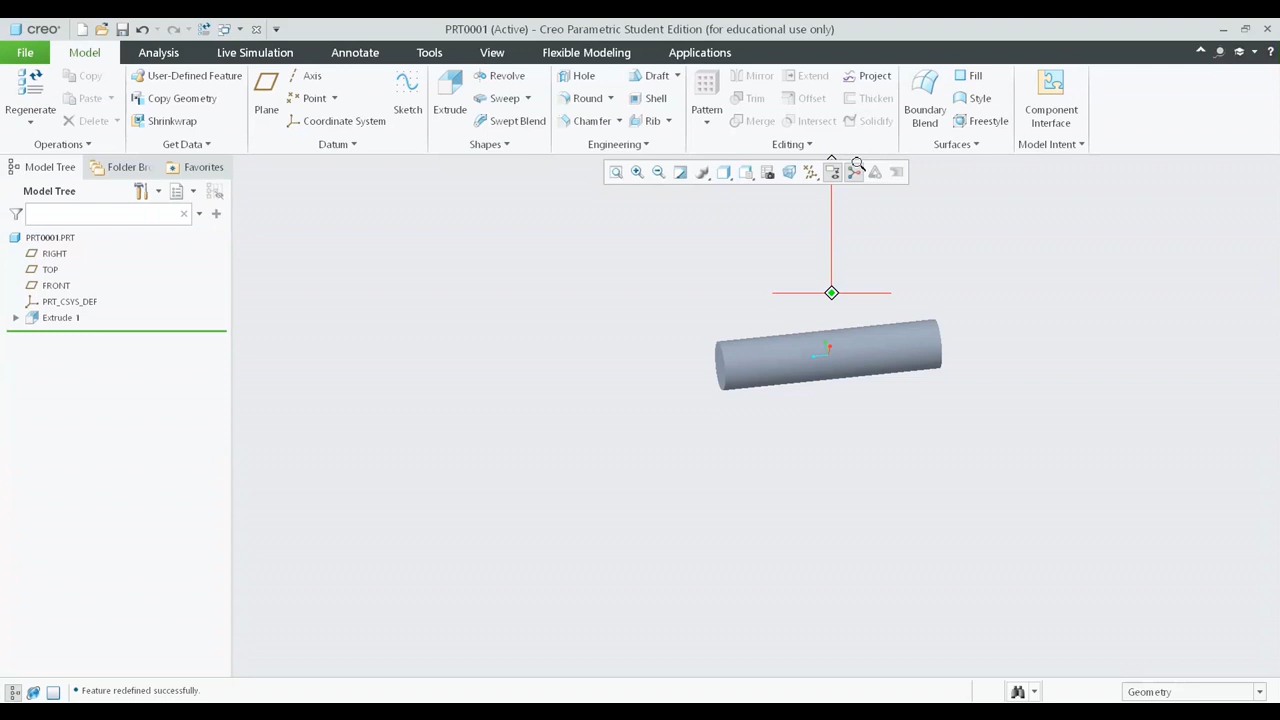 creo
PRT0001 (Active) - Creo Parametric Student Edition (for educational use only)
File Model Analysis Live Simulation Annotate Tools View Flexible Modeling Applications
Regenerate
Copy
Paste
Delete
Operations
User-Defined Feature
Copy Geometry
Shrinkwrap
Get Data
Plane
Axis
Point
Coordinate System
Sketch
Datum
Extrude
Revolve
Sweep
Swept Blend
Shapes
Hole
Round
Chamfer
Draft
Shell
Rib
Engineering
Pattern
Mirror
Trim
Merge
Extend
Offset
Intersect
Project
Thicken
Solidify
Editing
Boundary
Blend
Fill
Style
Freestyle
Surfaces
Component
Interface
Model Intent
Model Tree Folder Br Favorites
Model Tree
PRT0001.PRT
RIGHT
TOP
FRONT
PRT_CSYS_DEF
Extrude 1
• Feature redefined successfully.
Geometry